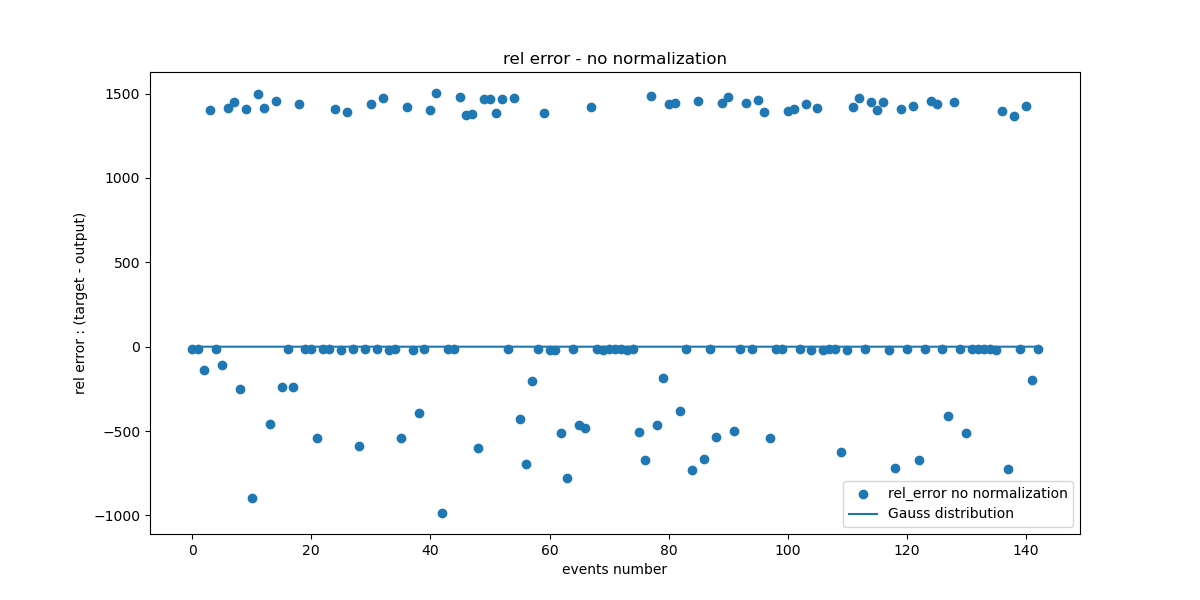 rel error - no normalization
rel error : (target - output)
1500
1000
500
0
−500
−1000
0 20 40 60 80 100 120 140
events number
rel_error no normalization
Gauss distribution